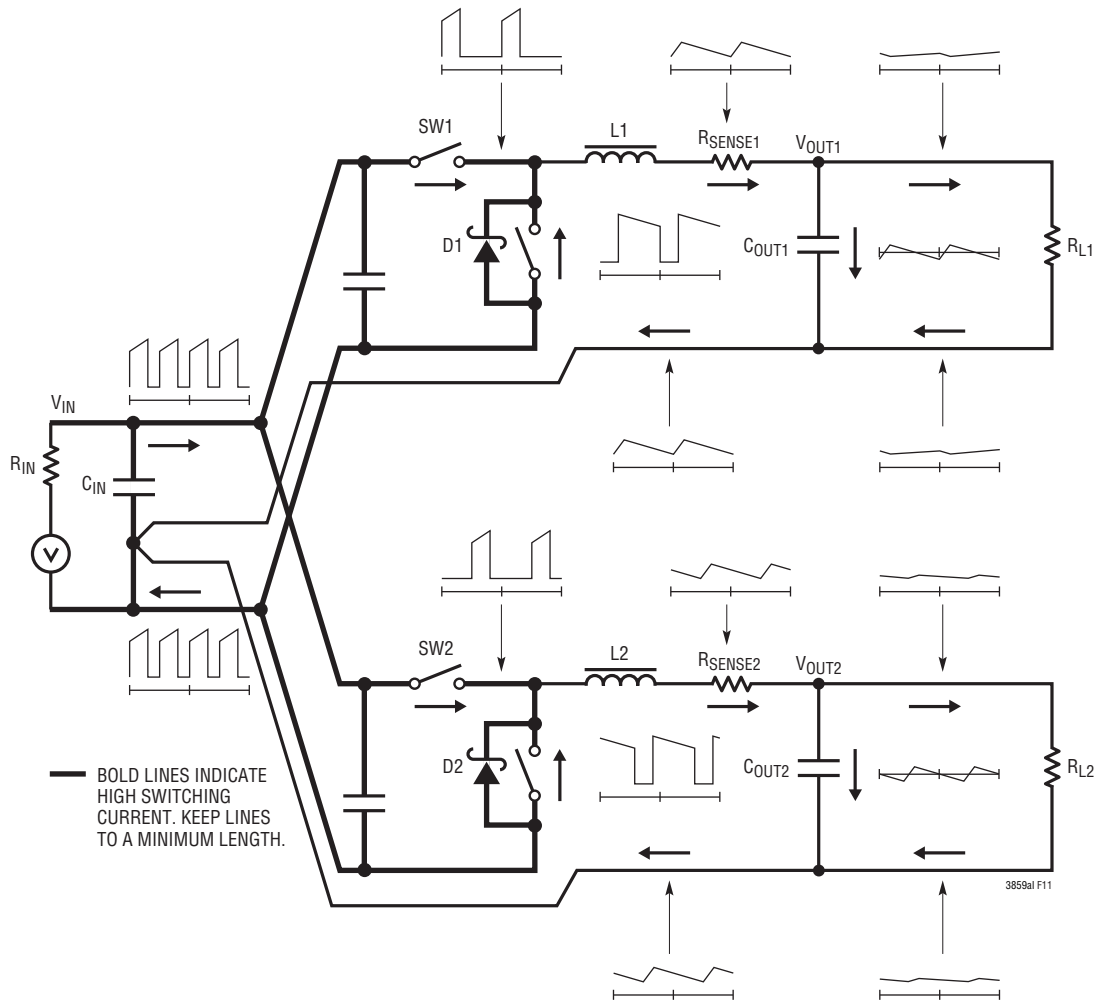 SW1
L1
RSENSE1
VOUT1
D1
COUT1
RL1
VIN
RIN
CIN
V
SW2
L2
RSENSE2
VOUT2
D2
COUT2
RL2
BOLD LINES INDICATE
HIGH SWITCHING
CURRENT. KEEP LINES
TO A MINIMUM LENGTH.
3859al F11